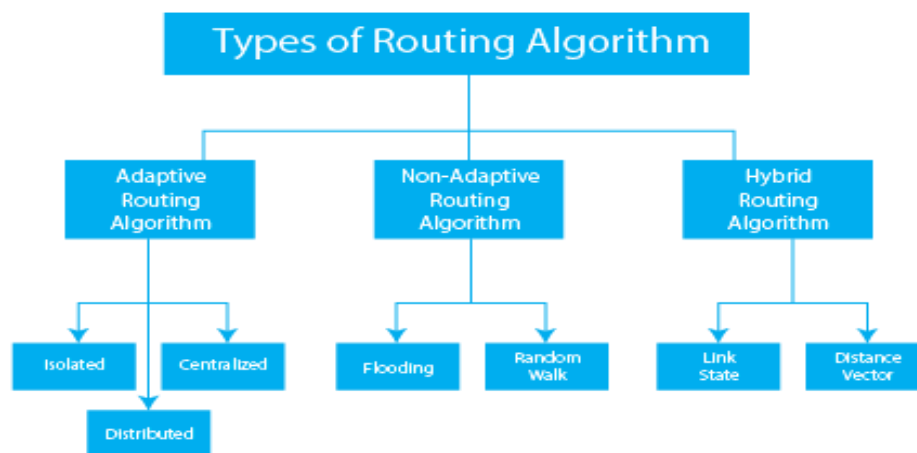 Types of Routing Algorithm
Adaptive
Routing
Algorithm
Non-Adaptive
Routing
Algorithm
Hybrid
Routing
Algorithm
Isolated
Centralized
Distributed
Flooding
Random
Walk
Link
State
Distance
Vector